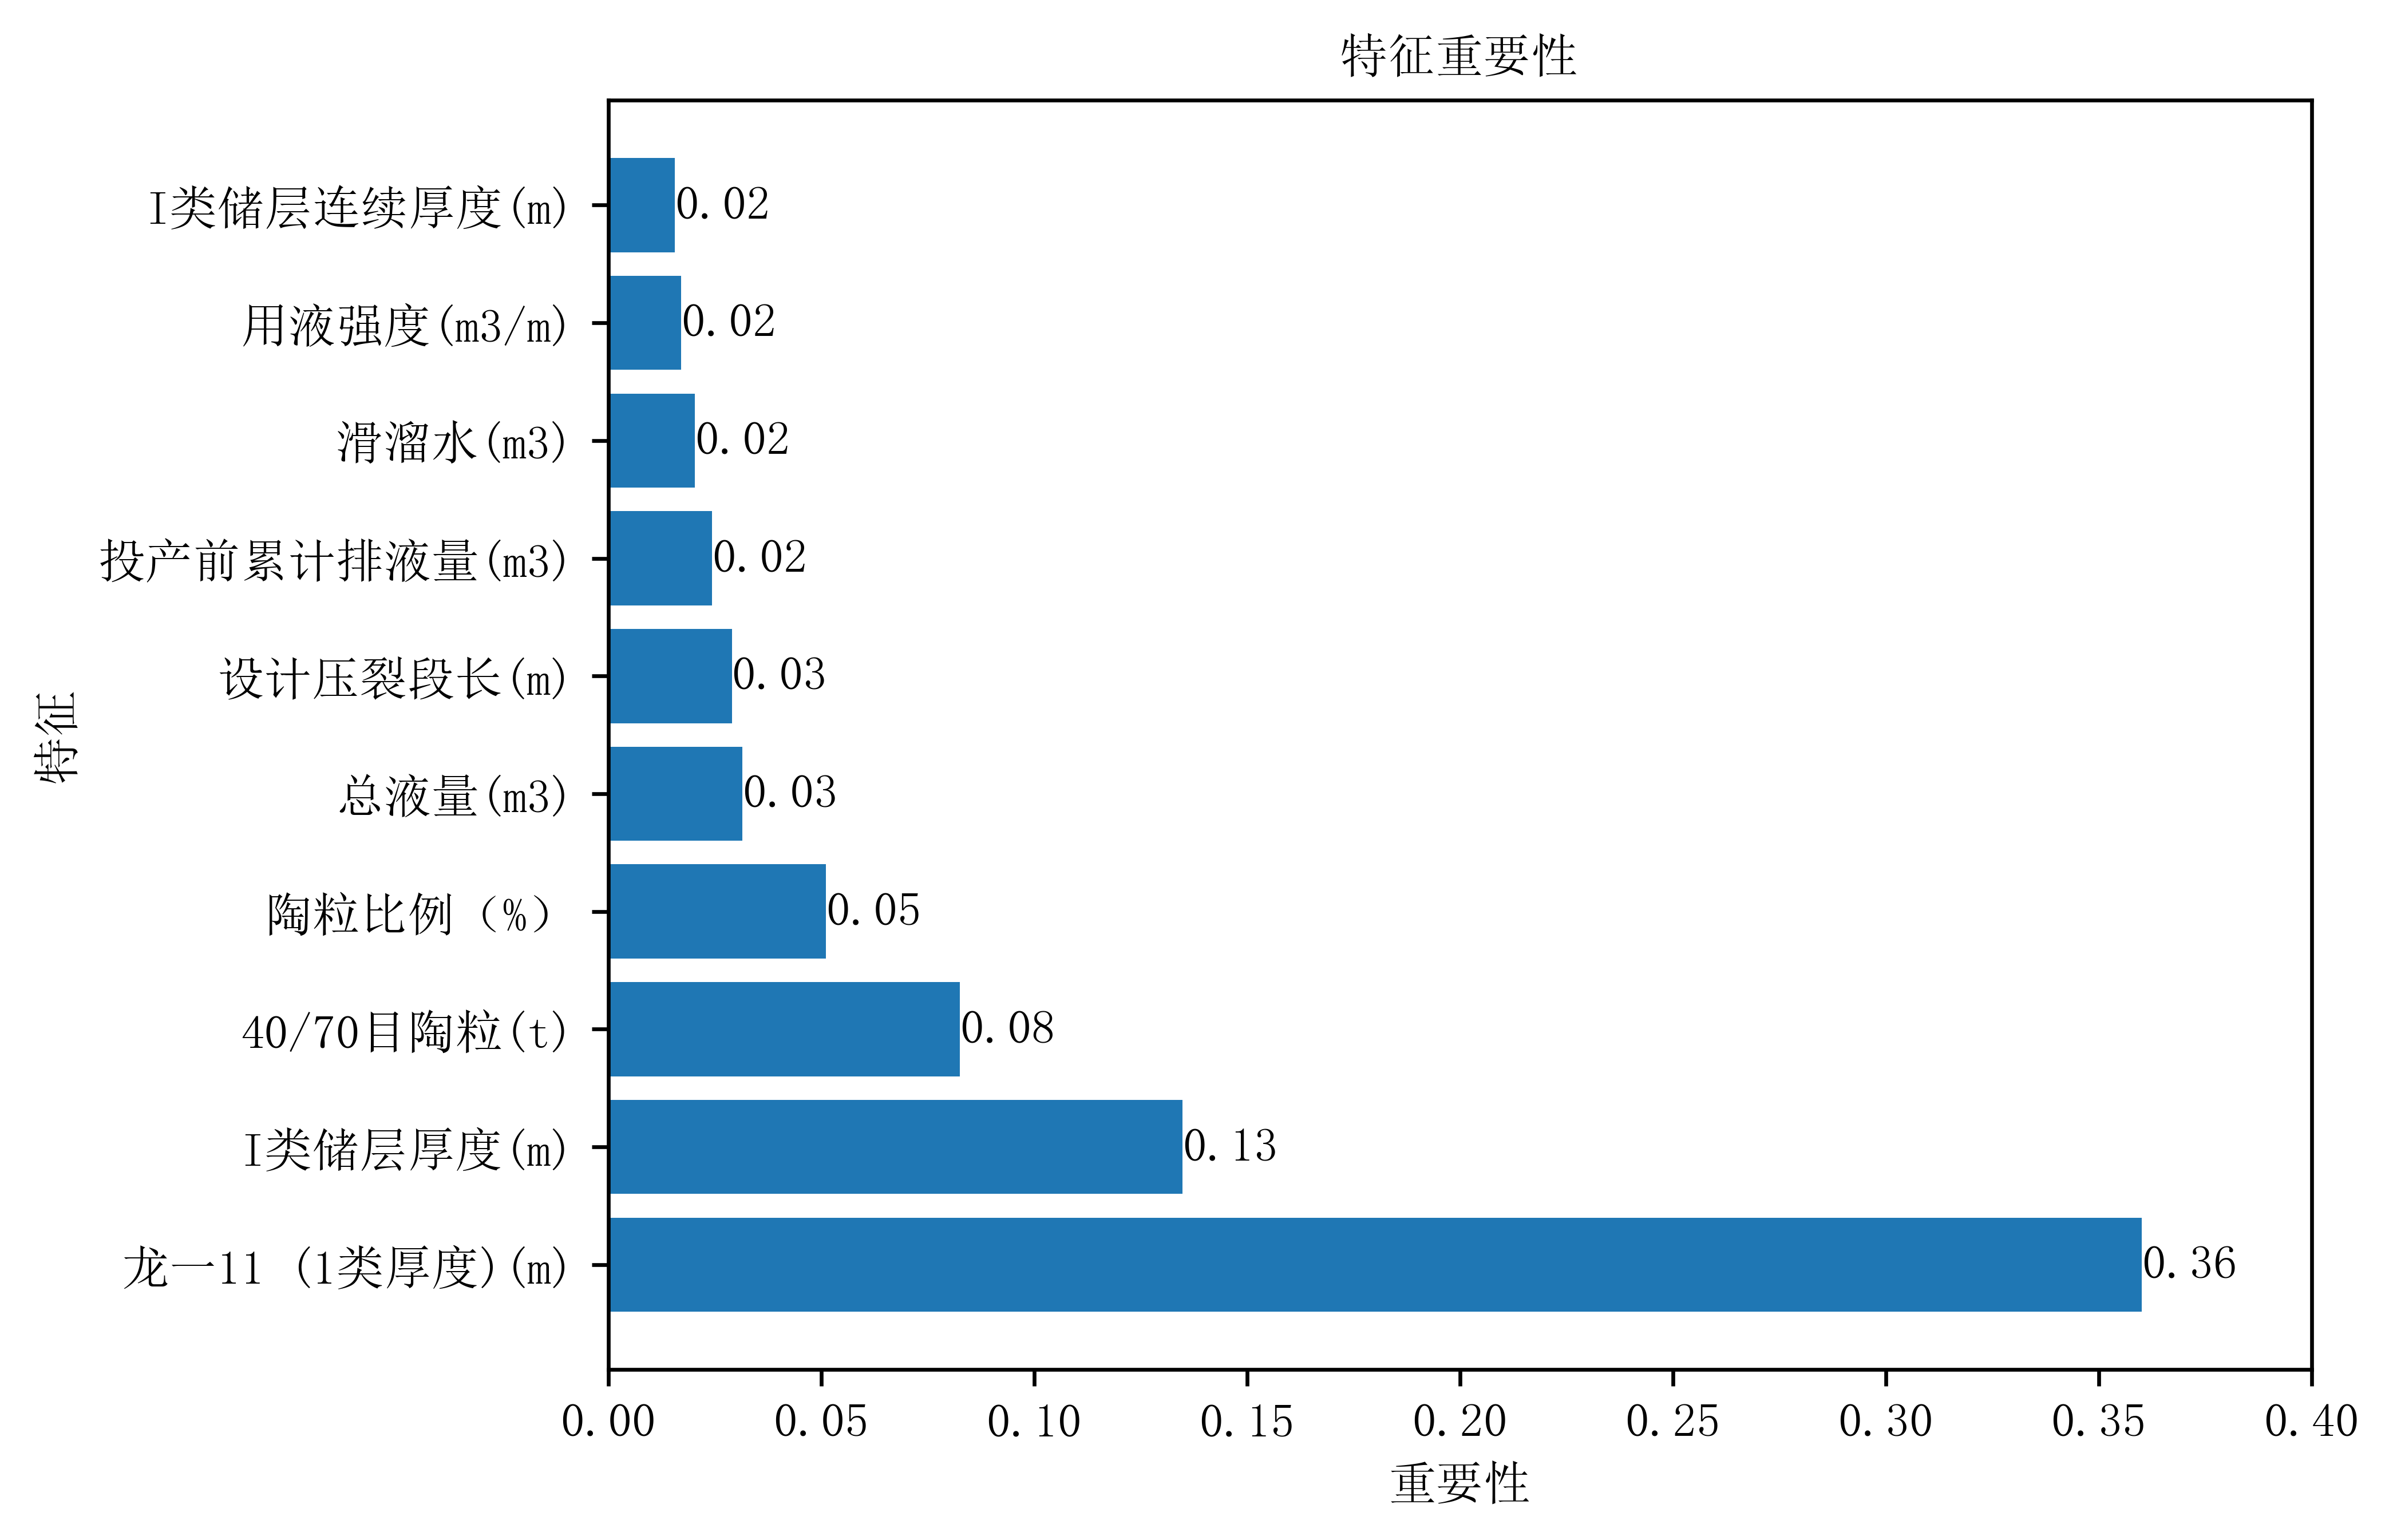 特征重要性
I类储层连续厚度(m)
0.02
用液强度(m3/m)
0.02
滑溜水(m3)
0.02
投产前累计排液量(m3)
0.02
设计压裂段长(m)
0.03
总液量(m3)
0.03
陶粒比例（%）
0.05
40/70目陶粒(t)
0.08
I类储层厚度(m)
0.13
龙一11 (1类厚度)(m)
0.36
特征
0.00 0.05 0.10 0.15 0.20 0.25 0.30 0.35 0.40
重要性